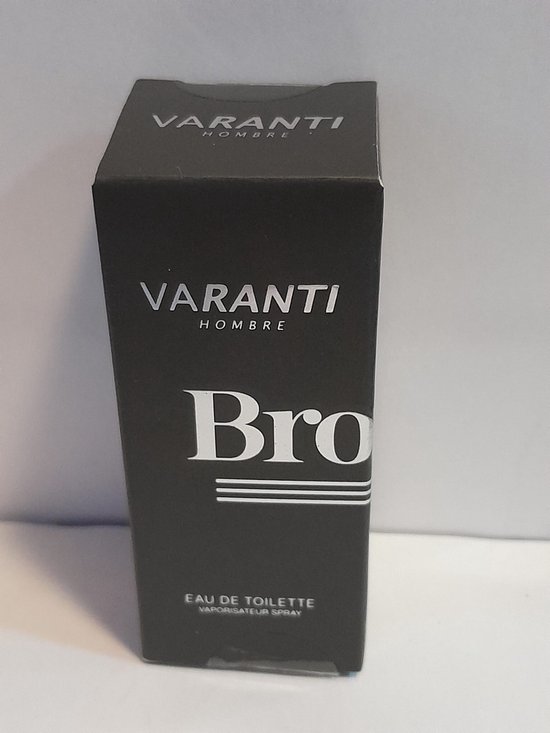 VARANTI
HOMBRE
VARANTI
HOMBRE
Bro
EAU DE TOILETTE
VAPORISATEUR SPRAY